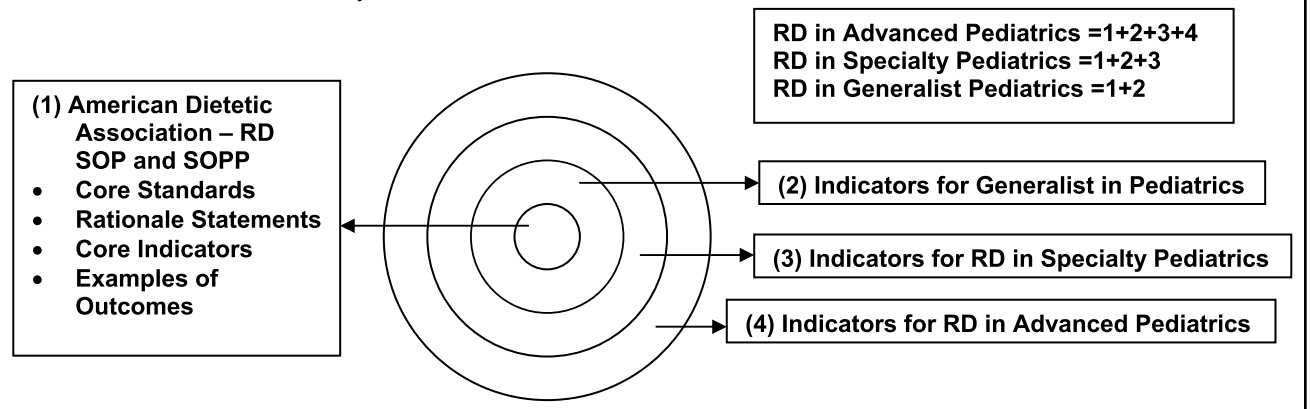 RD in Advanced Pediatrics =1+2+3+4
RD in Specialty Pediatrics =1+2+3
RD in Generalist Pediatrics =1+2
(1) American Dietetic
Association – RD
SOP and SOPP
• Core Standards
• Rationale Statements
• Core Indicators
• Examples of
Outcomes
(2) Indicators for Generalist in Pediatrics
(3) Indicators for RD in Specialty Pediatrics
(4) Indicators for RD in Advanced Pediatrics